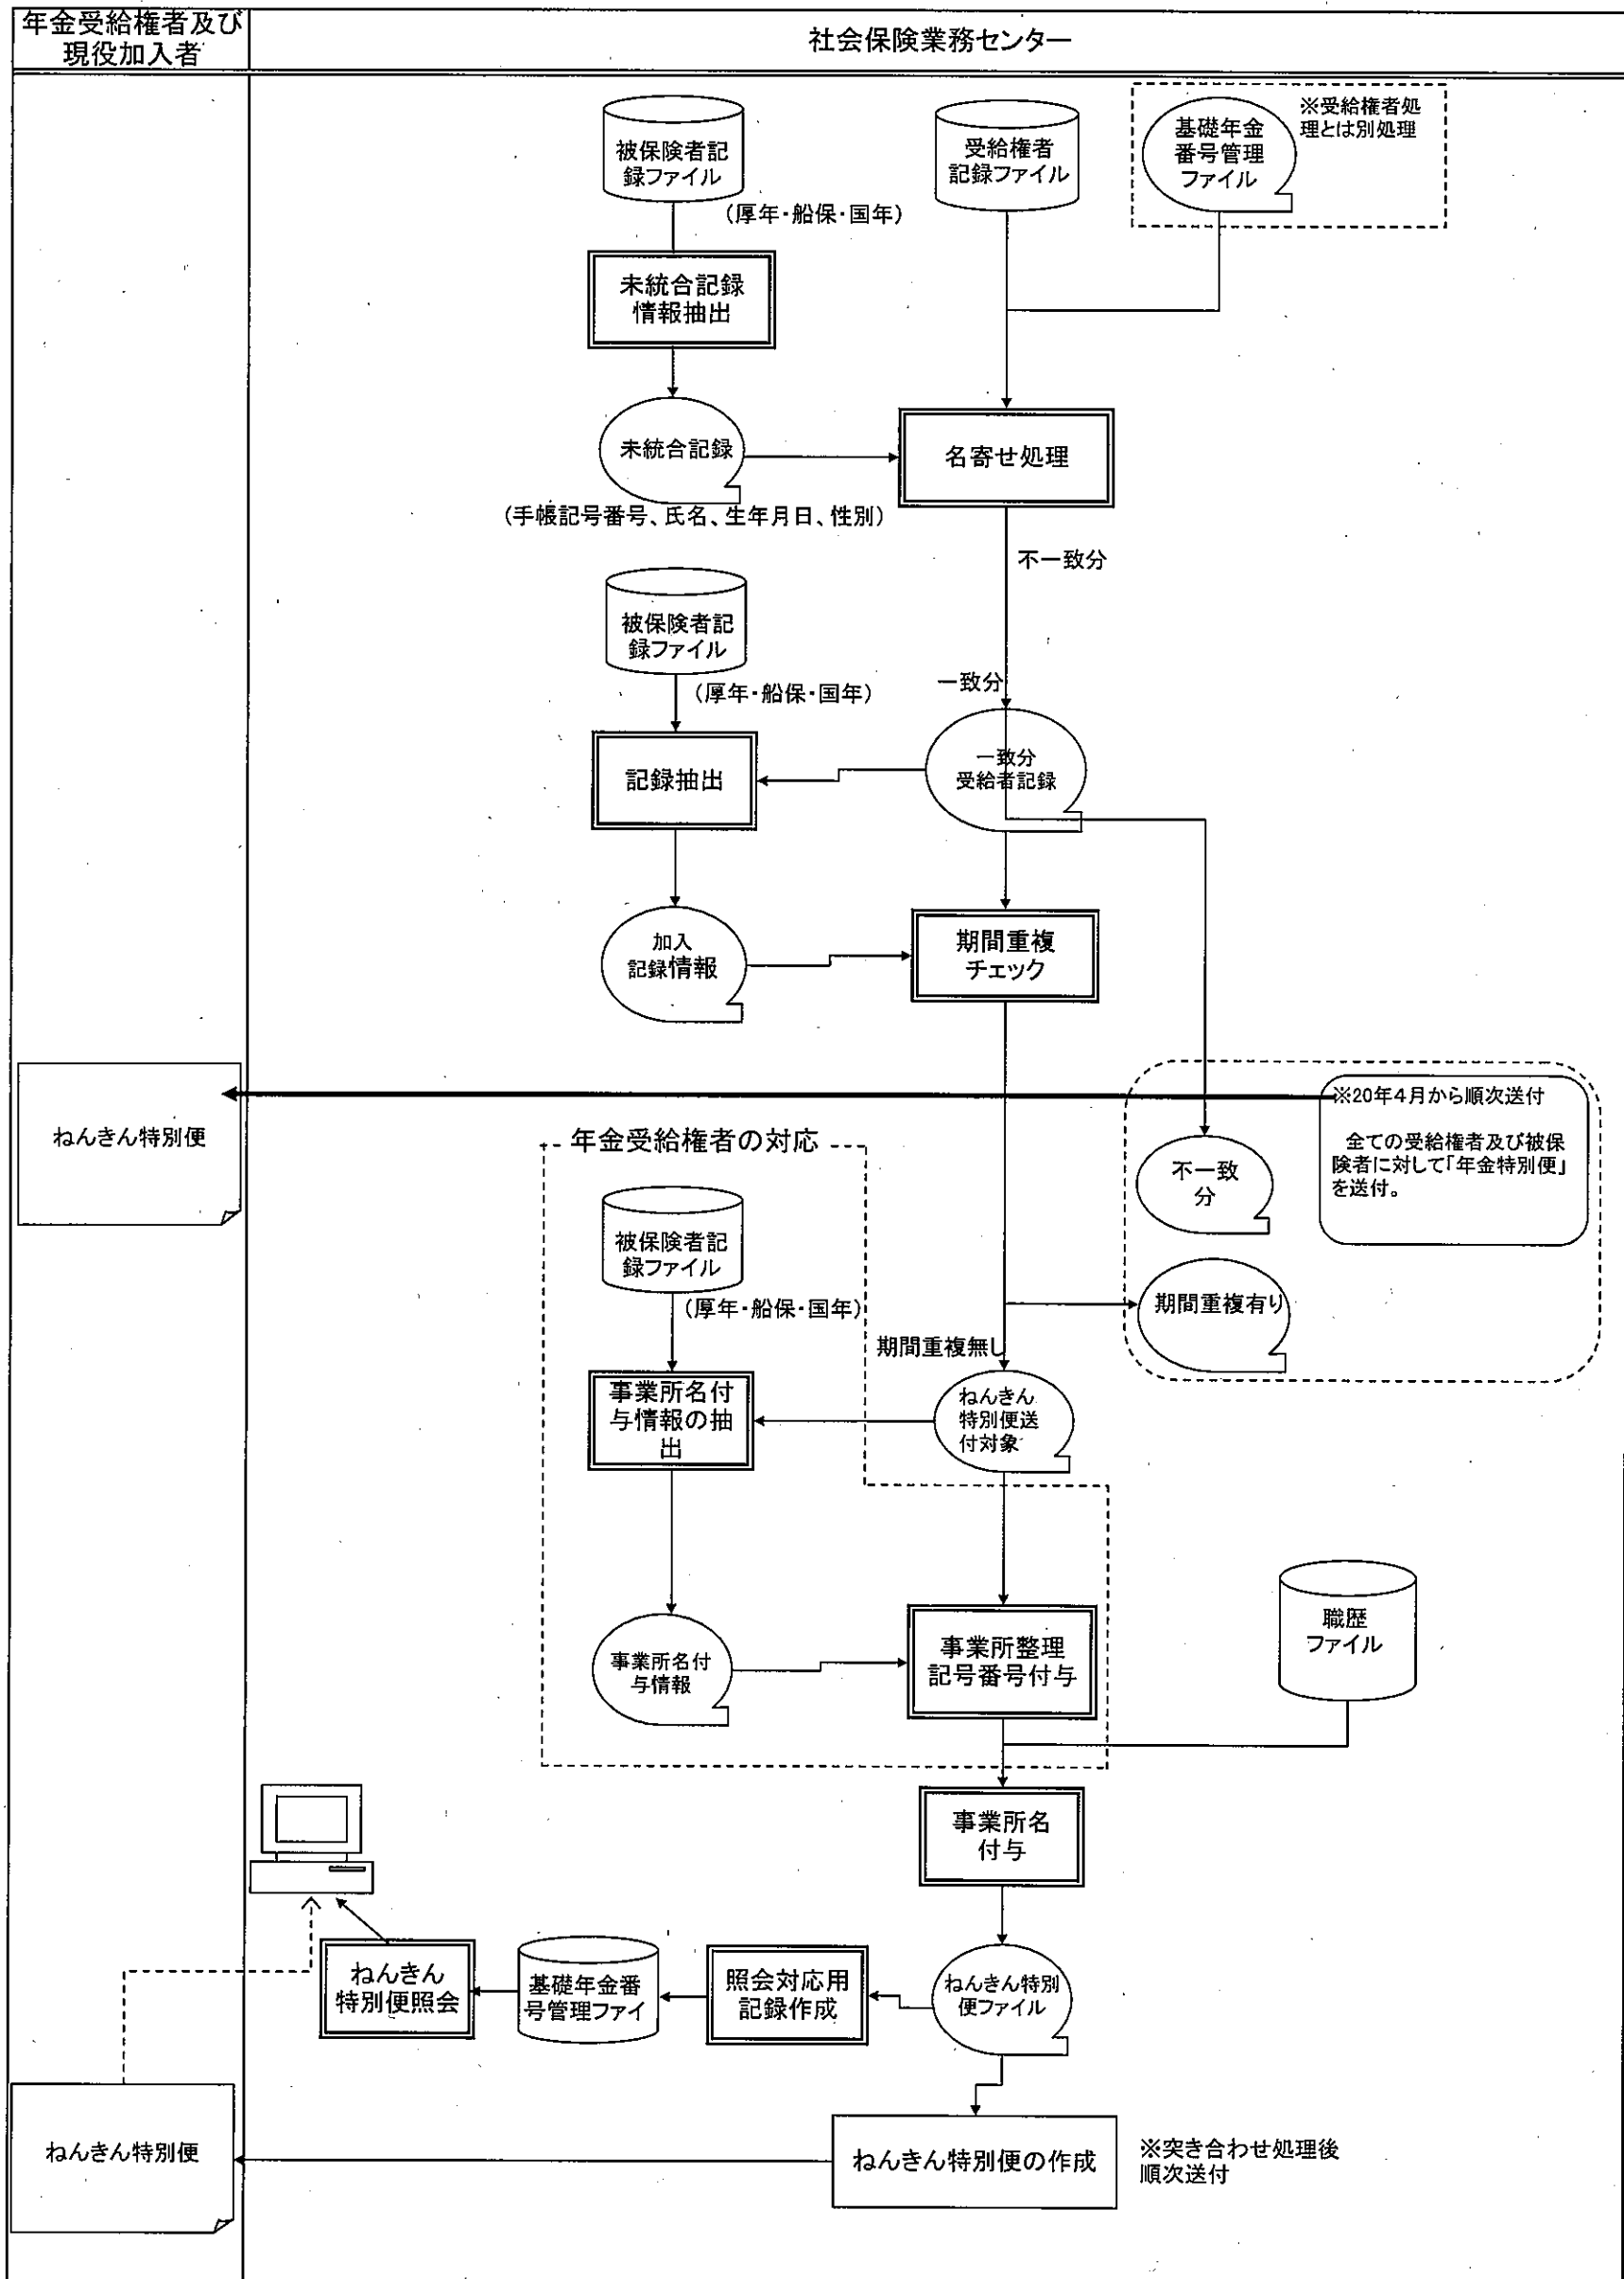 年金受給権者及び
現役加入者
社会保険業務センター
被保険者記
録ファイル
(厚年・船保・国年)
受給権者
記録ファイル
基礎年金
番号管理
ファイル
※受給権者処
理とは別処理
未統合記録
情報抽出
未統合記録
(手帳記号番号、氏名、生年月日、性別)
名寄せ処理
不一致分
被保険者記
録ファイル
(厚年・船保・国年)
一致分
記録抽出
一致分
受給者記録
加入
記録情報
期間重複
チェック
ねんきん特別便
※20年4月から順次送付
全ての受給権者及び被保
険者に対して「年金特別便」
を送付。
不一致
分
期間重複有り
年金受給権者の対応
被保険者記
録ファイル
(厚年・船保・国年)
期間重複無し
事業所名付
与情報の抽
出
ねんきん
特別便送
付対象
事業所名付
与情報
事業所整理
記号番号付与
職歴
ファイル
事業所名
付与
ねんきん
特別便照会
基礎年金番
号管理ファイ
照会対応用
記録作成
ねんきん特別
便ファイル
ねんきん特別便
ねんきん特別便の作成
※突き合わせ処理後
順次送付